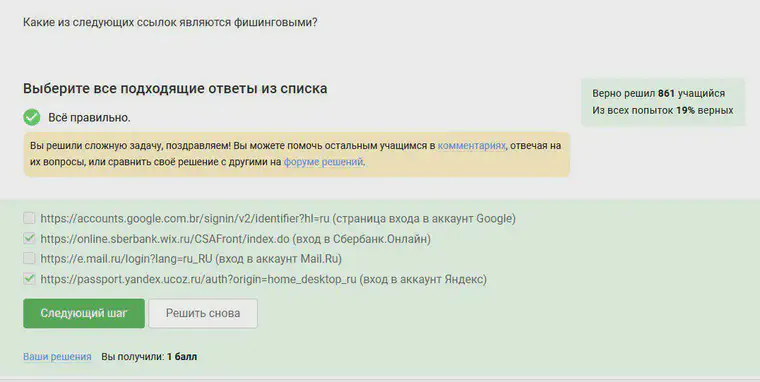 Какие из следующих ссылок являются фишинговыми?
Выберите все подходящие ответы из списка
Всё правильно.
Вы решили сложную задачу, поздравляем! Вы можете помочь остальным учащимся в комментариях, отвечая на
их вопросы, или сравнить своё решение с другими на форуме решений.
Верно решил 861 учащийся
Из всех попыток 19% верных
https://accounts.google.com.br/signin/v2/identifier?hl=ru (страница входа в аккаунт Google)
https://online.sberbank.wix.ru/CSAFront/index.do (вход в Сбербанк.Онлайн)
https://e.mail.ru/login?lang=ru_RU (вход в аккаунт Mail.Ru)
https://passport.yandex.ucoz.ru/auth?origin=home_desktop_ru (вход в аккаунт Яндекс)
Следующий шаг
Решить снова
Ваши решения Вы получили: 1 балл